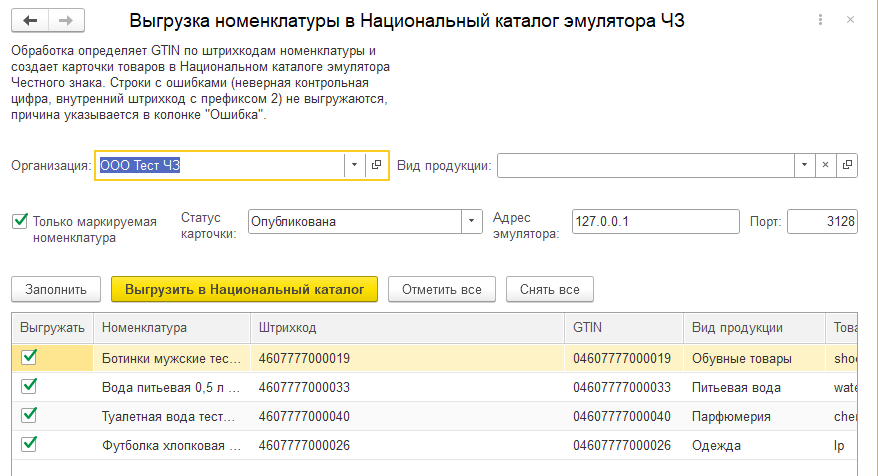 Выгрузка номенклатуры в Национальный каталог эмулятора ЧЗ
Обработка определяет GTIN по штрихкодам номенклатуры и
создает карточки товаров в Национальном каталоге эмулятора
Честного знака. Строки с ошибками (неверная контрольная
цифра, внутренний штрихкод с префиксом 2) не выгружаются,
причина указывается в колонке "Ошибка".
Организация: ООО Тест ЧЗ Вид продукции:
Только маркируемая номенклатура Статус карточки: Опубликована Адрес эмулятора: 127.0.0.1 Порт: 3128
Заполнить Выгрузить в Национальный каталог Отметить все Снять все
Выгружать Номенклатура Штрихкод GTIN Вид продукции Това
Ботинки мужские тес... 4607777000019 04607777000019 Обувные товары shoe
Вода питьевая 0,5 л ... 4607777000033 04607777000033 Питьевая вода wate
Туалетная вода тест... 4607777000040 04607777000040 Парфюмерия cher
Футболка хлопковая ... 4607777000026 04607777000026 Одежда lp